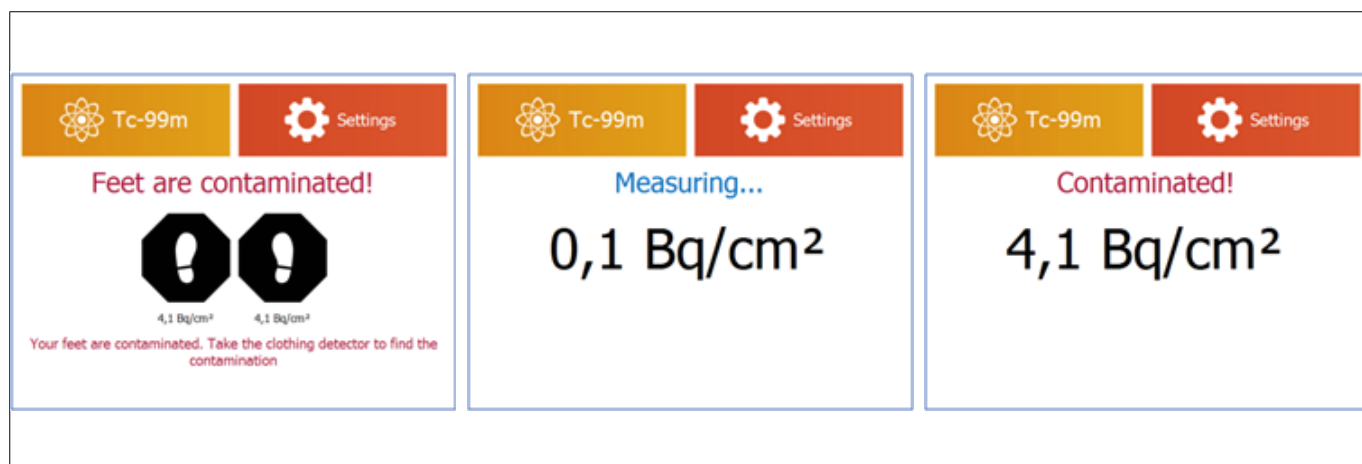 Tc-99m
Settings
Feet are contaminated!
4,1 Bq/cm²
4,1 Bq/cm²
Your feet are contaminated. Take the clothing detector to find the
contamination
Tc-99m
Settings
Measuring...
0,1 Bq/cm²
Tc-99m
Settings
Contaminated!
4,1 Bq/cm²